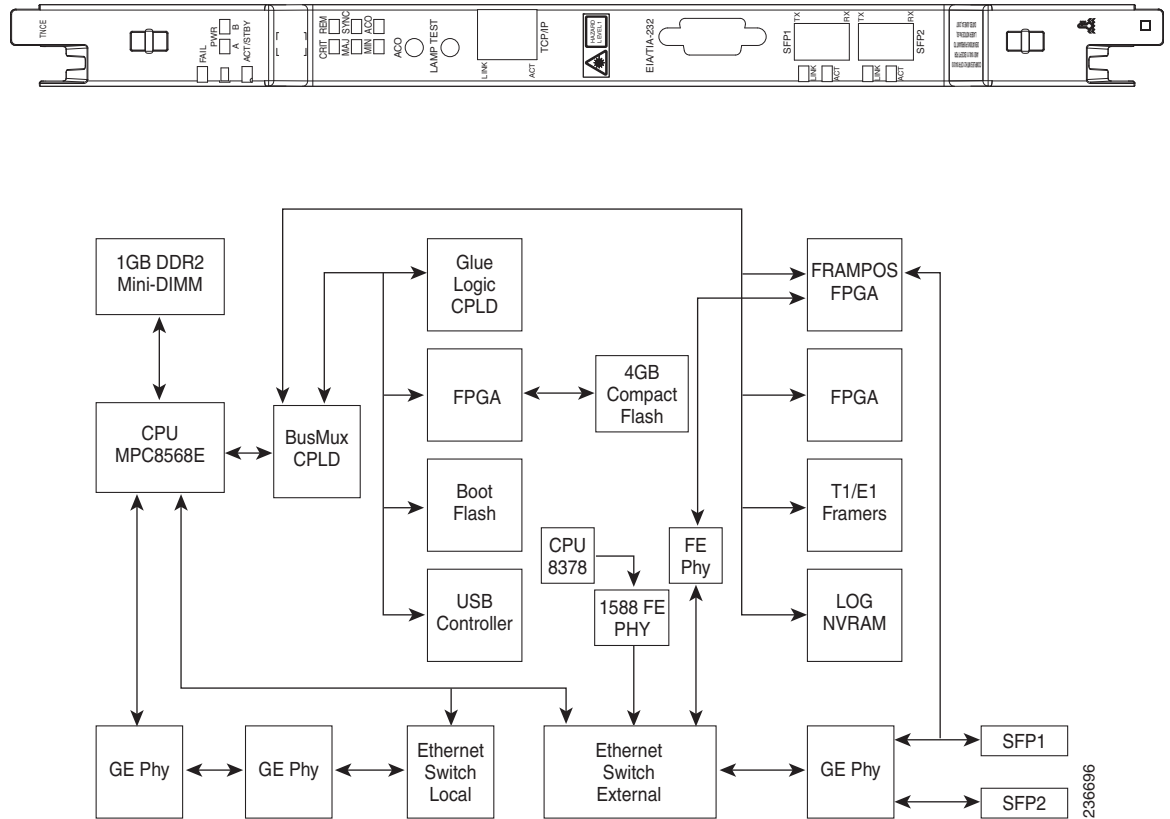 TNCE
FAIL
PWR
A B
ACT/STBY
CRIT REM
MAJ SYNC
MIN ACO
ACO
LAMP TEST
LINK
ACT
TCP/IP
HAZARD
LEVEL 1
EIA/TIA-232
SFP1
TX
RX
LINK
ACT
TX
RX
SFP2
LINK
ACT
1GB DDR2
Mini-DIMM
Glue
Logic
CPLD
FRAMPOS
FPGA
FPGA
4GB
Compact
Flash
FPGA
CPU
MPC8568E
BusMux
CPLD
Boot
Flash
CPU
8378
FE
Phy
T1/E1
Framers
USB
Controller
1588 FE
PHY
LOG
NVRAM
GE Phy
GE Phy
Ethernet
Switch
Local
Ethernet
Switch
External
GE Phy
SFP1
SFP2
236696